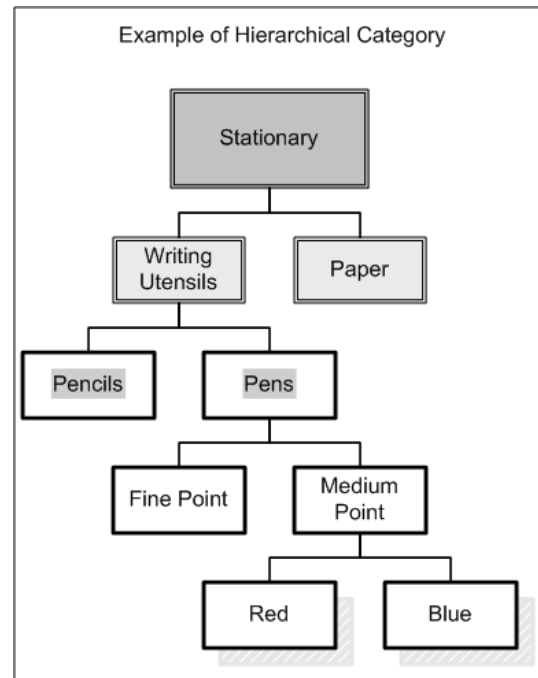 Example of Hierarchical Category
Stationary
Writing
Utensils
Paper
Pencils
Pens
Fine Point
Medium
Point
Red
Blue